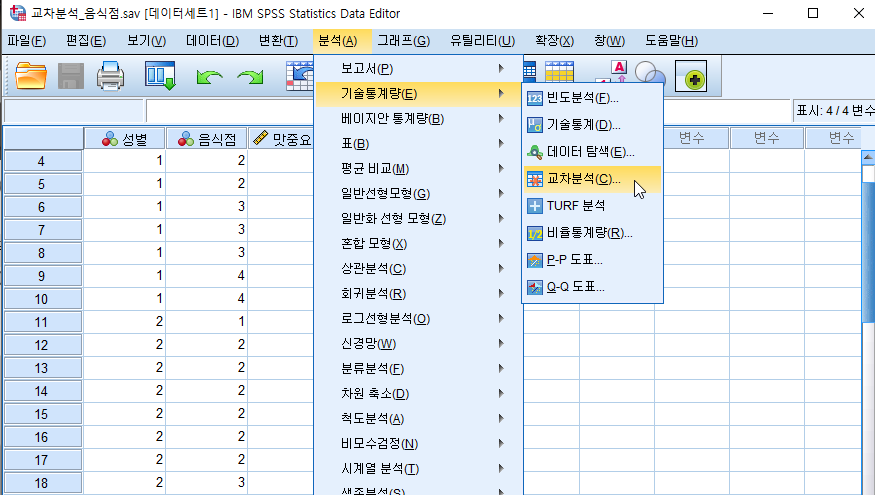 교차분석_음식점.sav [데이터세트1] - IBM SPSS Statistics Data Editor
파일(F) 편집(E) 보기(V) 데이터(D) 변환(T) 분석(A) 그래프(G) 유틸리티(U) 확장(X) 창(W) 도움말(H)
보고서(P)
기술통계량(E)
베이지안 통계량(B)
표(B)
평균 비교(M)
일반선형모형(G)
일반화 선형 모형(Z)
혼합 모형(X)
상관분석(C)
회귀분석(R)
로그선형분석(O)
신경망(W)
분류분석(F)
차원 축소(D)
척도분석(A)
비모수검정(N)
시계열 분석(T)
생존분석(S)
빈도분석(F)...
기술통계(D)...
데이터 탐색(E)...
교차분석(C)...
TURF 분석
비율통계량(R)...
P-P 도표...
Q-Q 도표...
표시: 4 / 4 변수
성별 음식점 맛중요 변수 변수 변수
4 1 2
5 1 2
6 1 3
7 1 3
8 1 3
9 1 4
10 1 4
11 2 1
12 2 2
13 2 2
14 2 2
15 2 2
16 2 2
17 2 2
18 2 3